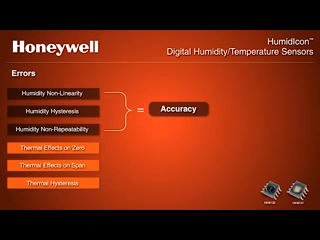 Honeywell
HumidIcon™
Digital Humidity/Temperature Sensors
Errors
Humidity Non-Linearity
Humidity Hysteresis
Humidity Non-Repeatability
= Accuracy
Thermal Effects on Zero
Thermal Effects on Span
Thermal Hysteresis